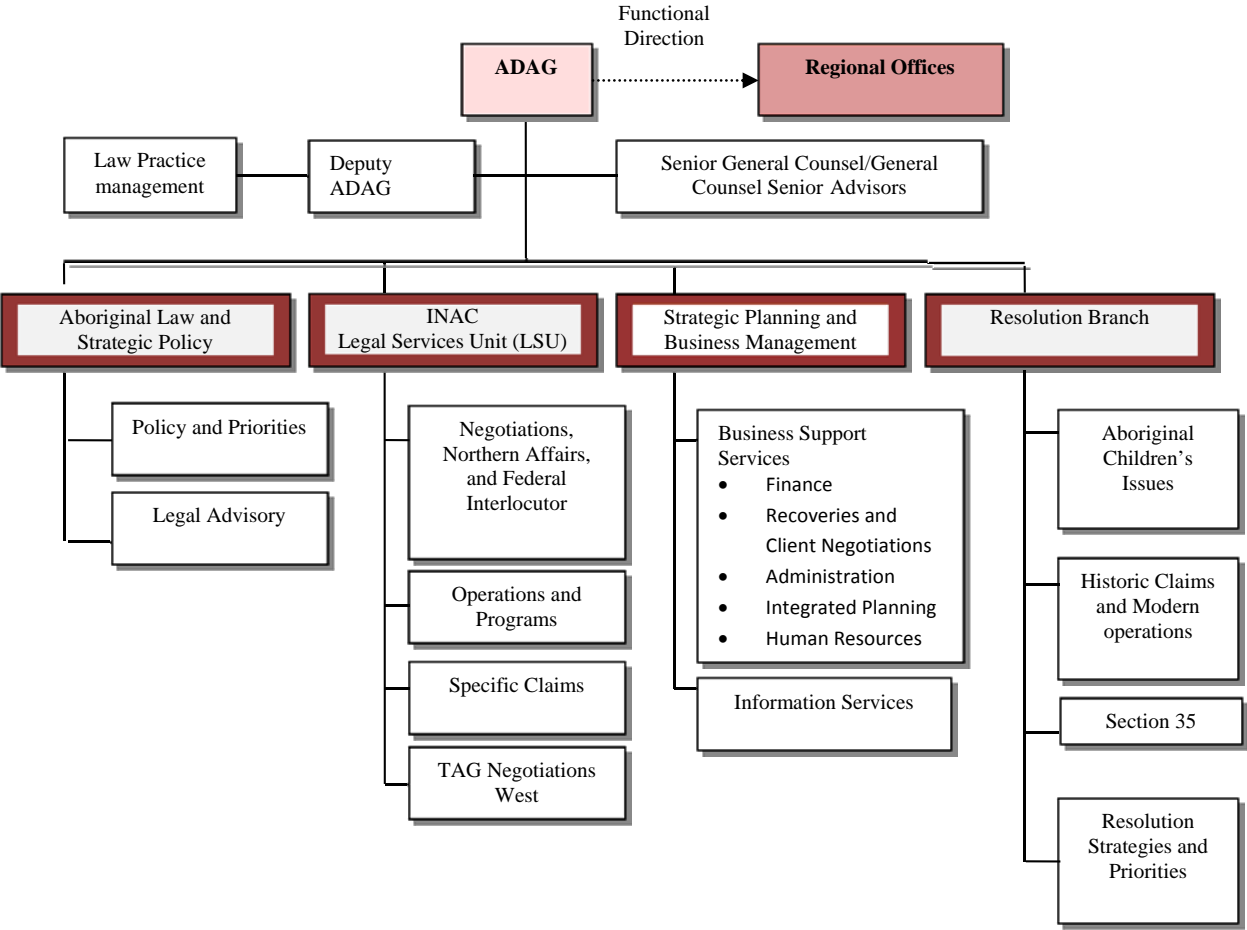 Functional
Direction
ADAG
Regional Offices
Law Practice
management
Deputy
ADAG
Senior General Counsel/General
Counsel Senior Advisors
Aboriginal Law and
Strategic Policy
INAC
Legal Services Unit (LSU)
Strategic Planning and
Business Management
Resolution Branch
Policy and Priorities
Legal Advisory
Negotiations,
Northern Affairs,
and Federal
Interlocutor
Operations and
Programs
Specific Claims
TAG Negotiations
West
Business Support
Services
• Finance
• Recoveries and
Client Negotiations
• Administration
• Integrated Planning
• Human Resources
Information Services
Aboriginal
Children’s
Issues
Historic Claims
and Modern
operations
Section 35
Resolution
Strategies and
Priorities